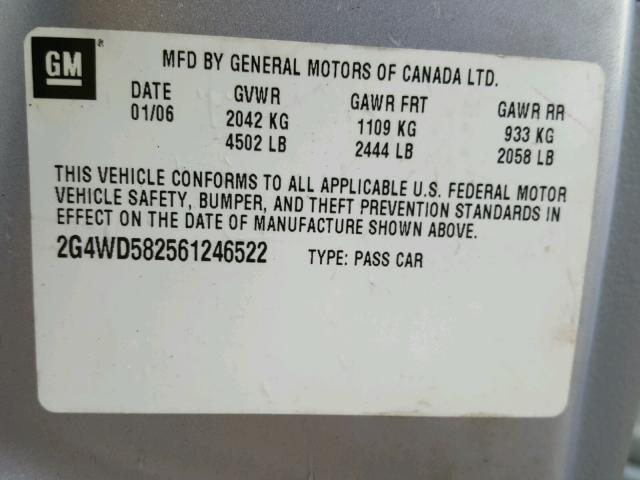 GM®
MFD BY GENERAL MOTORS OF CANADA LTD.
DATE GVWR GAWR FRT GAWR RR
01/06 2042 KG 1109 KG 933 KG
4502 LB 2444 LB 2058 LB
THIS VEHICLE CONFORMS TO ALL APPLICABLE U.S. FEDERAL MOTOR
VEHICLE SAFETY, BUMPER, AND THEFT PREVENTION STANDARDS IN
EFFECT ON THE DATE OF MANUFACTURE SHOWN ABOVE.
2G4WD582561246522 TYPE: PASS CAR